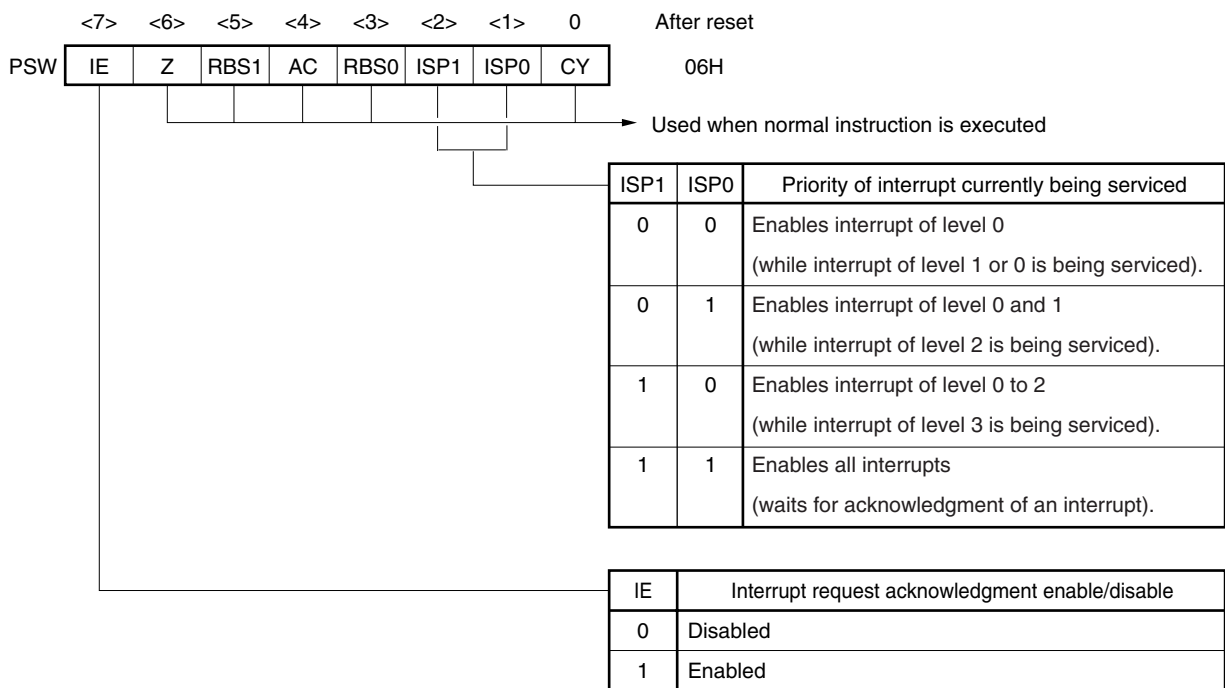 <7> <6> <5> <4> <3> <2> <1> 0 After reset
PSW IE Z RBS1 AC RBS0 ISP1 ISP0 CY 06H
Used when normal instruction is executed
ISP1 ISP0 Priority of interrupt currently being serviced
0 0 Enables interrupt of level 0
(while interrupt of level 1 or 0 is being serviced).
0 1 Enables interrupt of level 0 and 1
(while interrupt of level 2 is being serviced).
1 0 Enables interrupt of level 0 to 2
(while interrupt of level 3 is being serviced).
1 1 Enables all interrupts
(waits for acknowledgment of an interrupt).
IE Interrupt request acknowledgment enable/disable
0 Disabled
1 Enabled